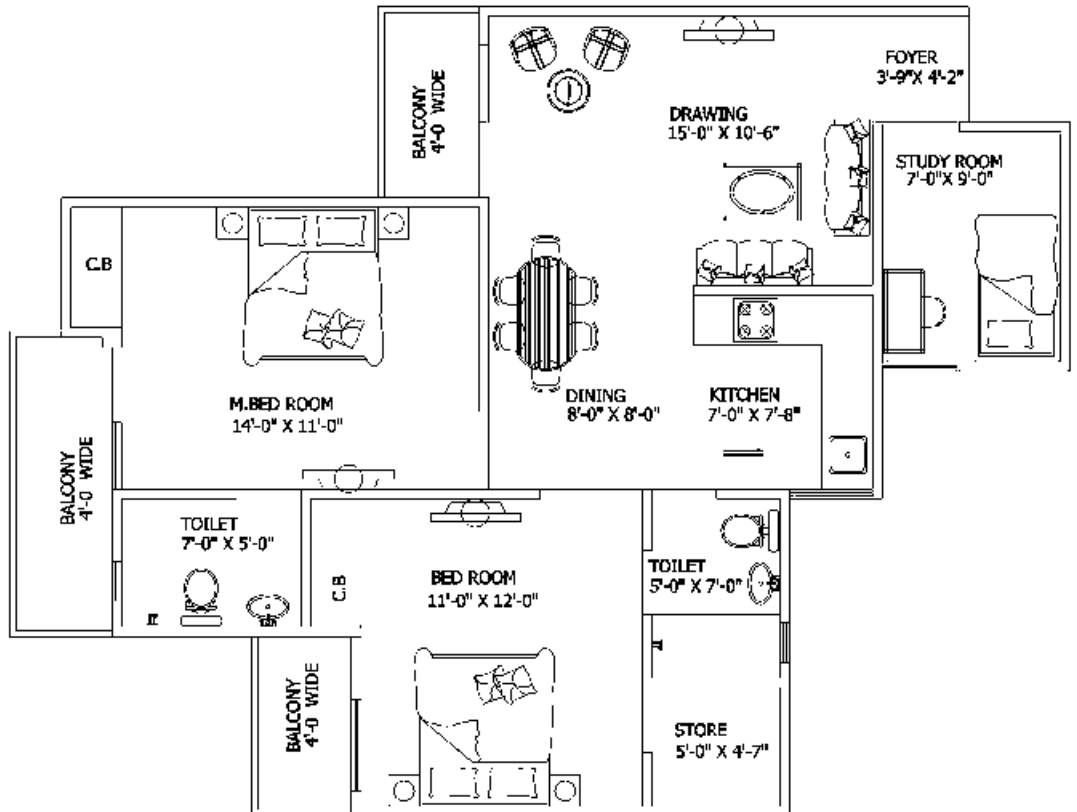 FOYER
3'-9"X 4'-2"
BALCONY
4'-0 WIDE
DRAWING
15'-0" X 10'-6"
STUDY ROOM
7'-0"X 9'-0"
C.B
M.BED ROOM
14'-0" X 11'-0"
DINING
8'-0" X 8'-0"
KITCHEN
7'-0" X 7'-8"
BALCONY
4'-0 WIDE
TOILET
7'-0" X 5'-0"
C.B
BED ROOM
11'-0" X 12'-0"
TOILET
5'-0" X 7'-0"
BALCONY
4'-0 WIDE
STORE
5'-0" X 4'-7"